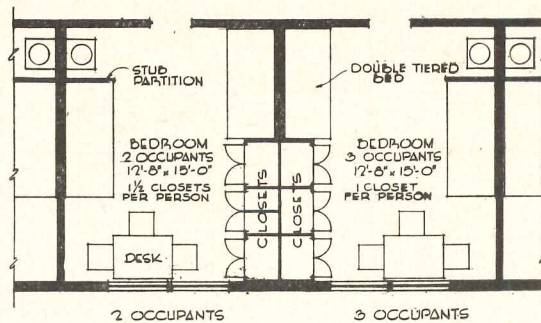 STUB
PARTITION
DOUBLE TIERED
BED
BEDROOM
2 OCCUPANTS
12'-8" x 15'-0"
1½ CLOSETS
PER PERSON
BEDROOM
3 OCCUPANTS
12'-8" x 15'-0"
1 CLOSET
PER PERSON
CLOSETS
CLOSETS
DESK
2 OCCUPANTS
3 OCCUPANTS